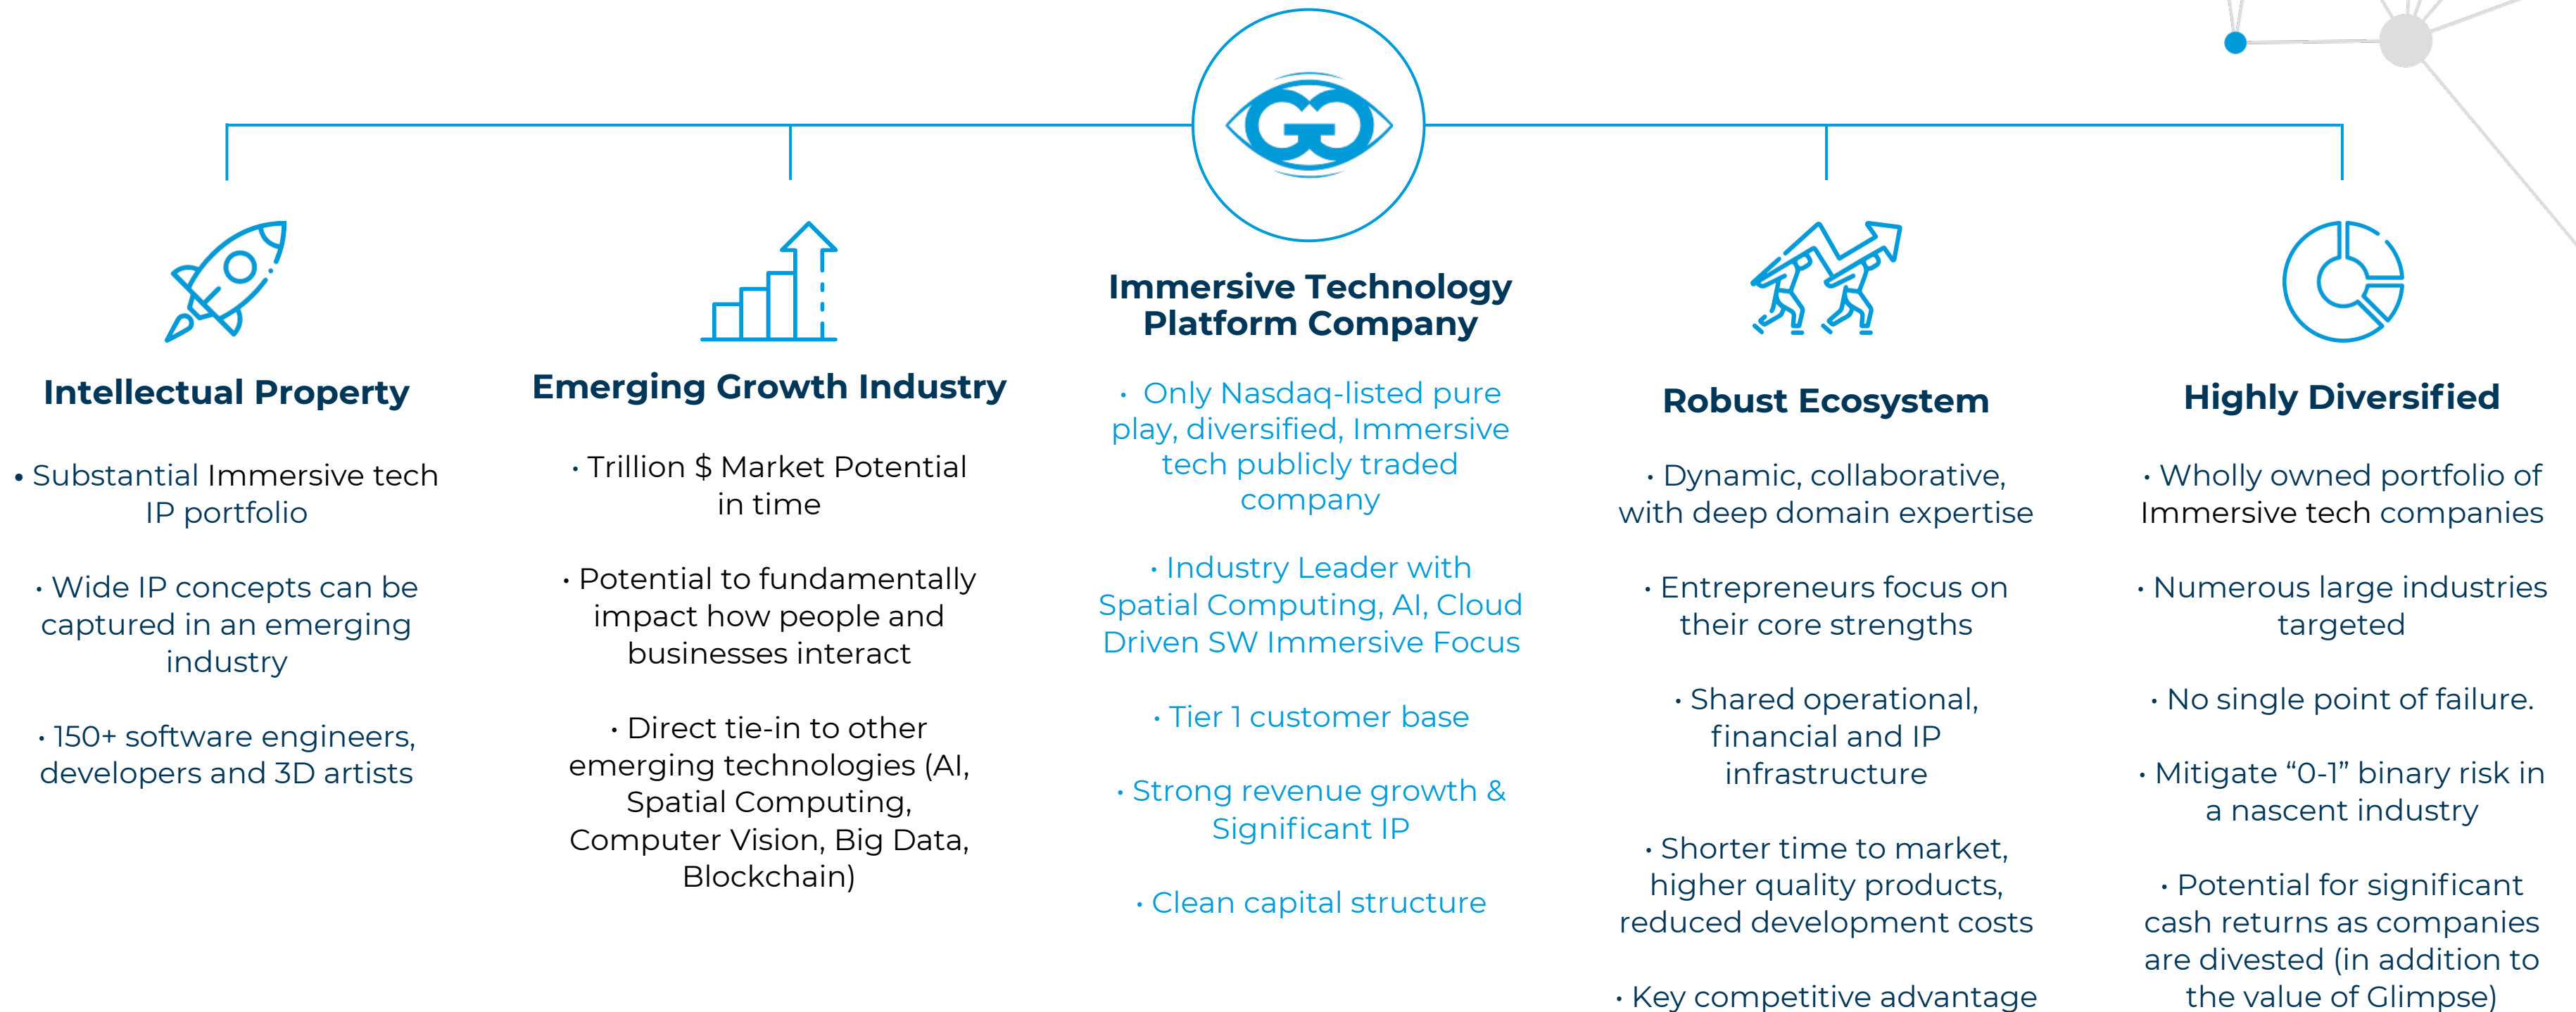 Intellectual Property
• Substantial Immersive tech
IP portfolio
• Wide IP concepts can be
captured in an emerging
industry
• 150+ software engineers,
developers and 3D artists
Emerging Growth Industry
• Trillion $ Market Potential
in time
• Potential to fundamentally
impact how people and
businesses interact
• Direct tie-in to other
emerging technologies (AI,
Spatial Computing,
Computer Vision, Big Data,
Blockchain)
Immersive Technology
Platform Company
• Only Nasdaq-listed pure
play, diversified, Immersive
tech publicly traded
company
• Industry Leader with
Spatial Computing, AI, Cloud
Driven SW Immersive Focus
• Tier 1 customer base
• Strong revenue growth &
Significant IP
• Clean capital structure
Robust Ecosystem
• Dynamic, collaborative,
with deep domain expertise
• Entrepreneurs focus on
their core strengths
• Shared operational,
financial and IP
infrastructure
• Shorter time to market,
higher quality products,
reduced development costs
• Key competitive advantage
Highly Diversified
• Wholly owned portfolio of
Immersive tech companies
• Numerous large industries
targeted
• No single point of failure.
• Mitigate “0-1” binary risk in
a nascent industry
• Potential for significant
cash returns as companies
are divested (in addition to
the value of Glimpse)